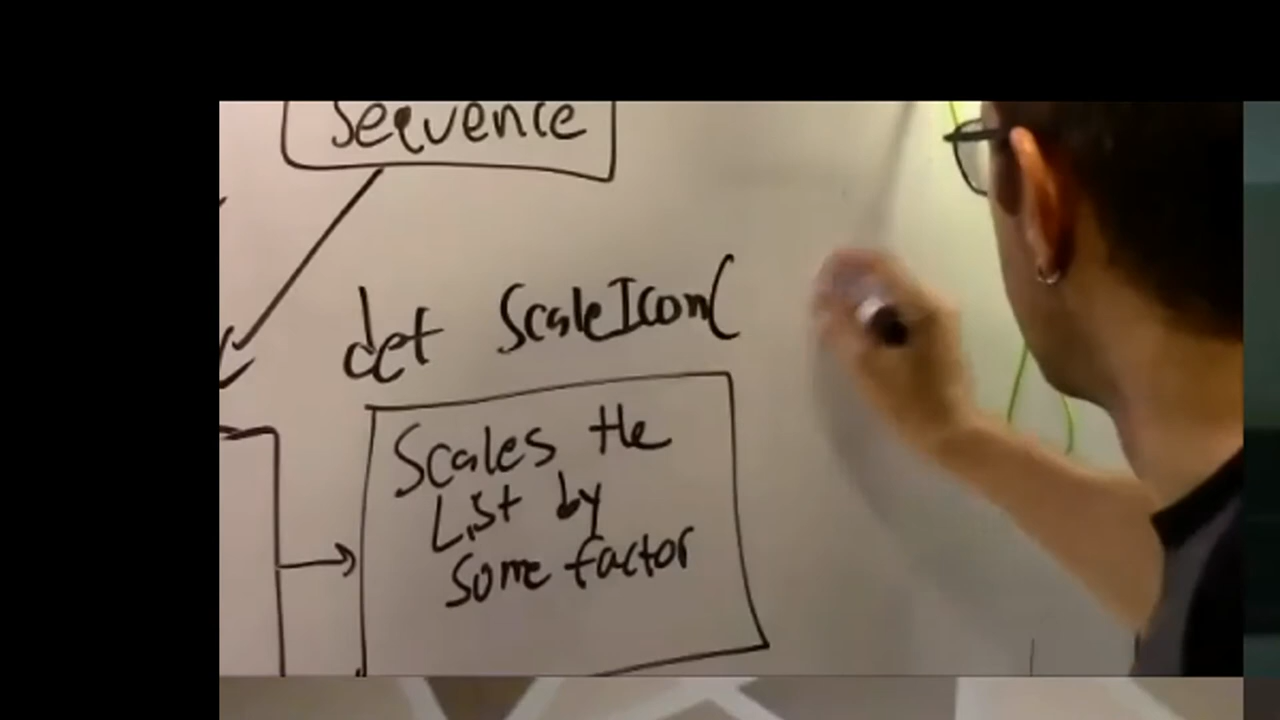 Sequence
def ScaleIcon(
Scales the
List by
Some factor